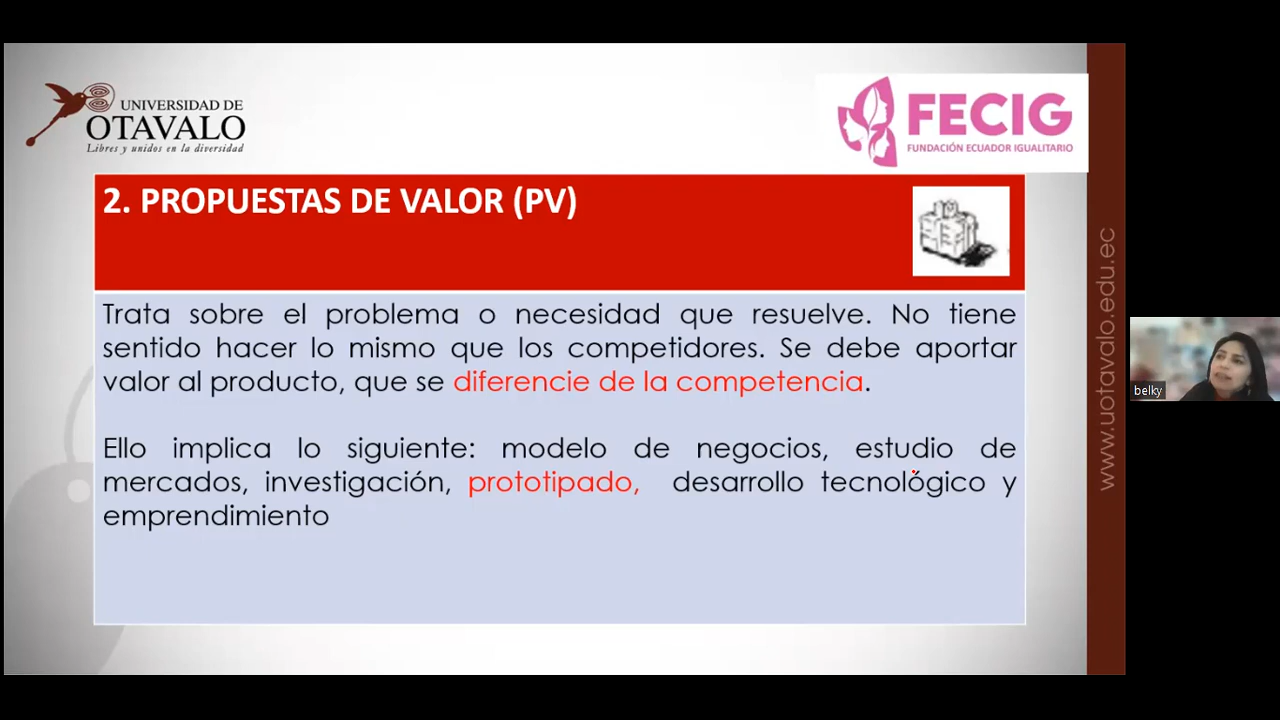 UNIVERSIDAD DE
OTAVALO
Libres y unidos en la diversidad
FECIG
FUNDACIÓN ECUADOR IGUALITARIO
2. PROPUESTAS DE VALOR (PV)
Trata sobre el problema o necesidad que resuelve. No tiene
sentido hacer lo mismo que los competidores. Se debe aportar
valor al producto, que se diferencie de la competencia.
Ello implica lo siguiente: modelo de negocios, estudio de
mercados, investigación, prototipado, desarrollo tecnológico y
emprendimiento
www.uotavalo.edu.ec
belky